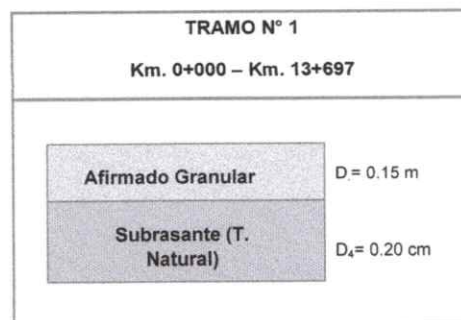 TRAMO N° 1
Km. 0+000 – Km. 13+697
Afirmado Granular
D.= 0.15 m
Subrasante (T.
Natural)
D₄= 0.20 cm